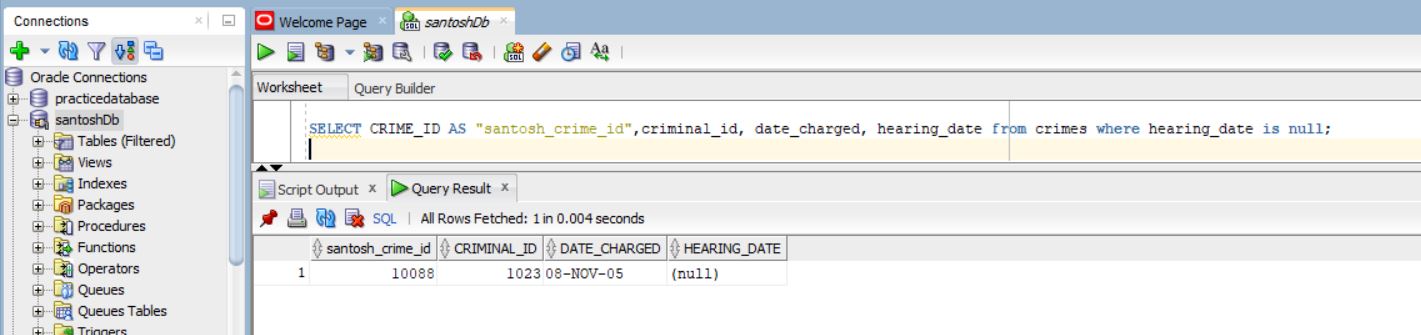 Connections
Welcome Page
santoshDb
Oracle Connections
practicedatabase
santoshDb
Tables (Filtered)
Views
Indexes
Packages
Procedures
Functions
Operators
Queues
Queues Tables
Triggers
Worksheet
Query Builder
SELECT CRIME_ID AS "santosh_crime_id",criminal_id, date_charged, hearing_date from crimes where hearing_date is null;
Script Output x
Query Result x
SQL | All Rows Fetched: 1 in 0.004 seconds
santosh_crime_id CRIMINAL_ID DATE_CHARGED HEARING_DATE
1 10088 1023 08-NOV-05 (null)